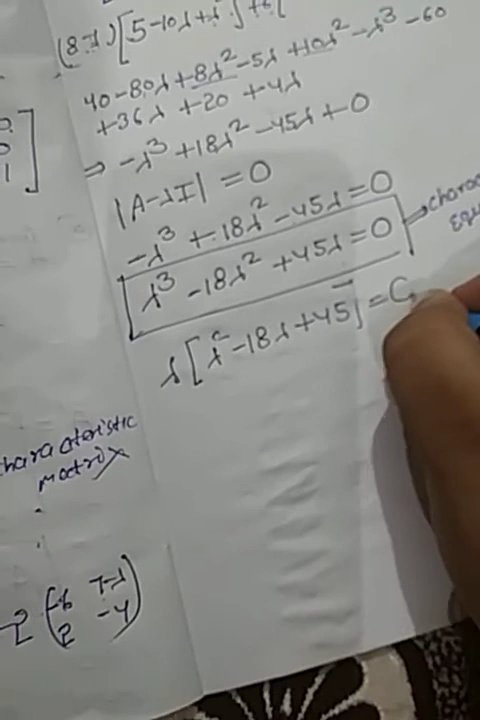 (8-λ)[5-10λ+λ²]+6[
40-80λ+8λ²-5λ+10λ²-λ³-60
+36λ+20+4λ
⇒ -λ³+18λ²-45λ+0
|A-λI|=0
-λ³+18λ²-45λ=0
λ³-18λ²+45λ=0
λ[λ²-18λ+45]=
0
1
characteristic
matrix
-2 (-6 7-λ
2 -4)